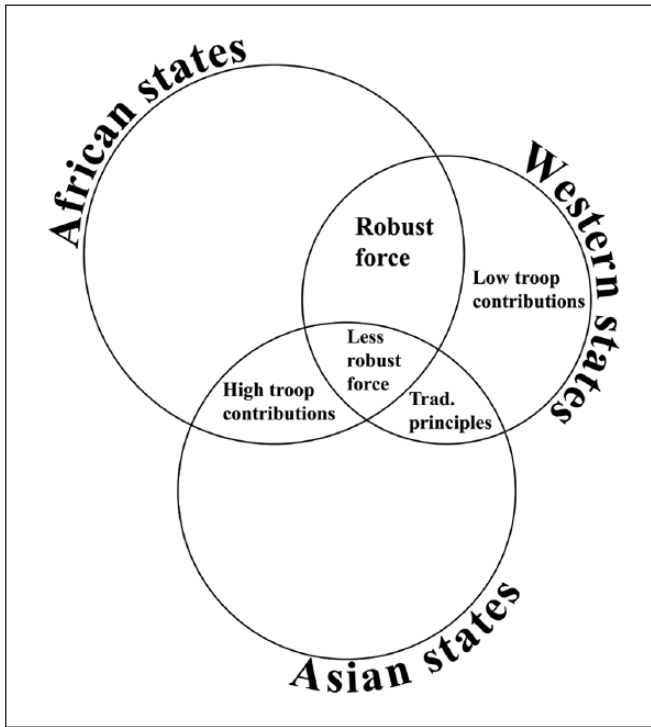 African states
Western states
Robust
force
Low troop
contributions
Less
robust
force
High troop
contributions
Trad.
principles
Asian states